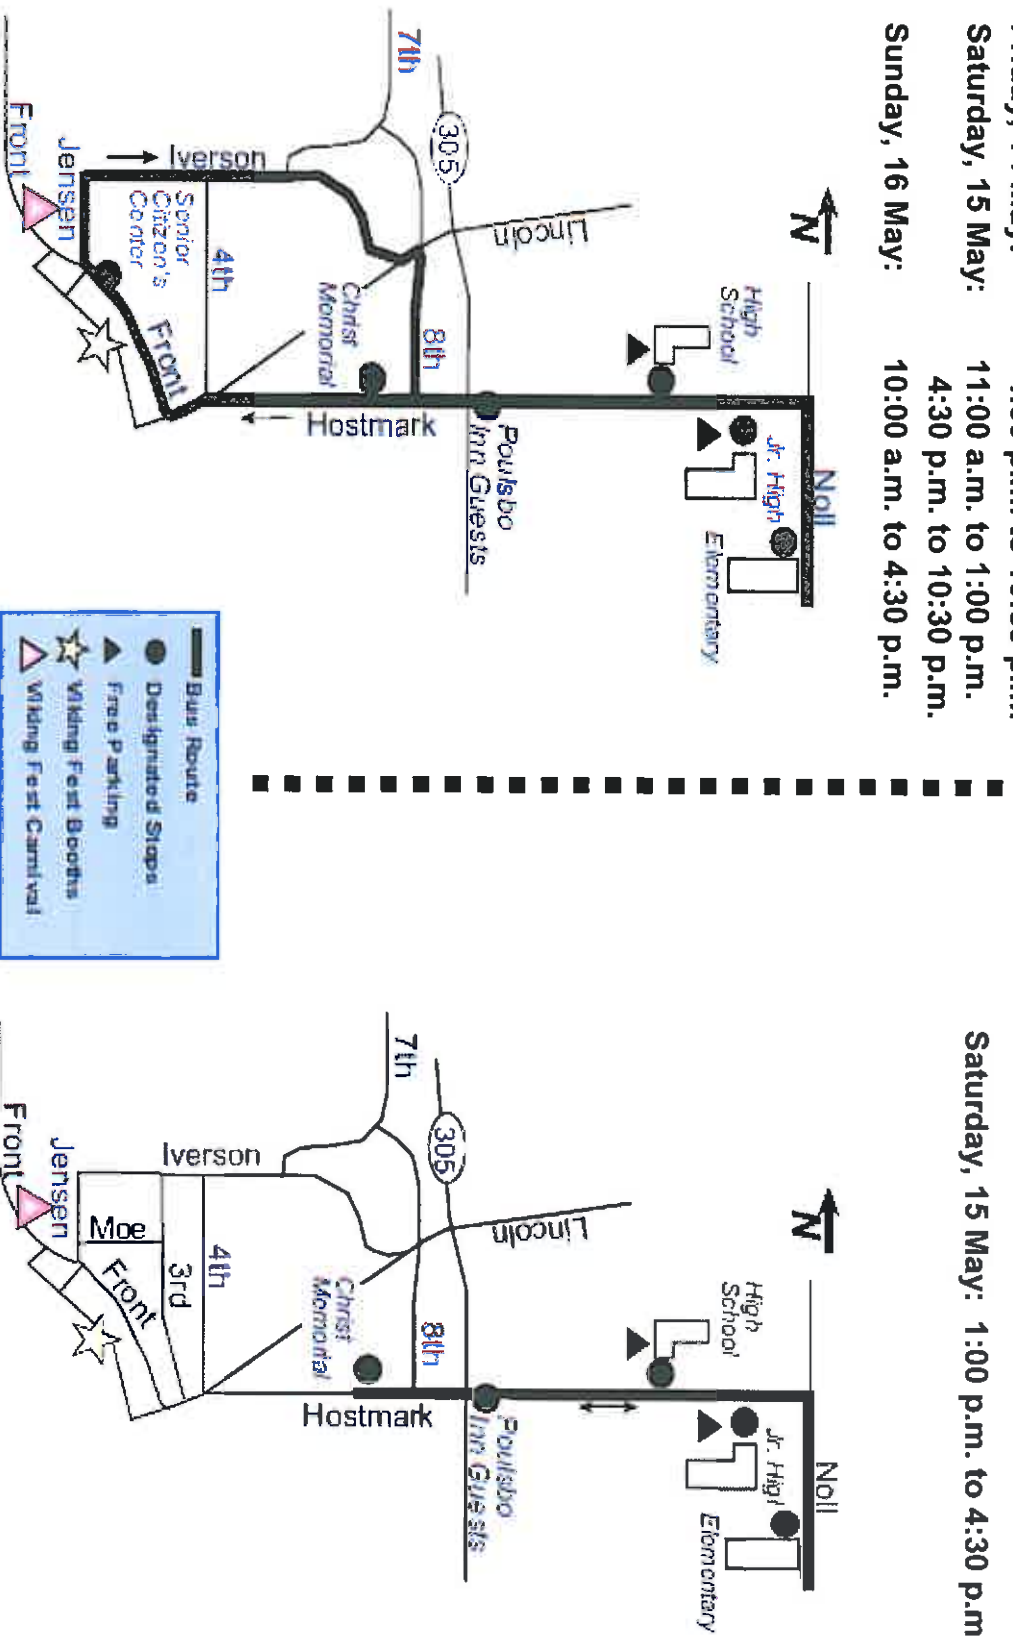 Saturday, 15 May: 11:00 a.m. to 1:00 p.m.
4:30 p.m. to 10:30 p.m.
Sunday, 16 May: 10:00 a.m. to 4:30 p.m.
N
Noll
High
School
Jr. High
Elementary
Lincoln
305
Poulsbo
Inn Guests
7th
8th
Hostmark
Christ
Memorial
Iverson
4th
Senior
Citizen's
Center
Front
Jensen
Front
Bus Route
Designated Stops
Free Parking
Viking Fest Booths
Viking Fest Carnival
Saturday, 15 May: 1:00 p.m. to 4:30 p.m
N
Noll
High
School
Jr. High
Elementary
Lincoln
305
Poulsbo
Inn Guests
7th
8th
Hostmark
Christ
Memorial
Iverson
4th
3rd
Moe
Front
Jensen
Front